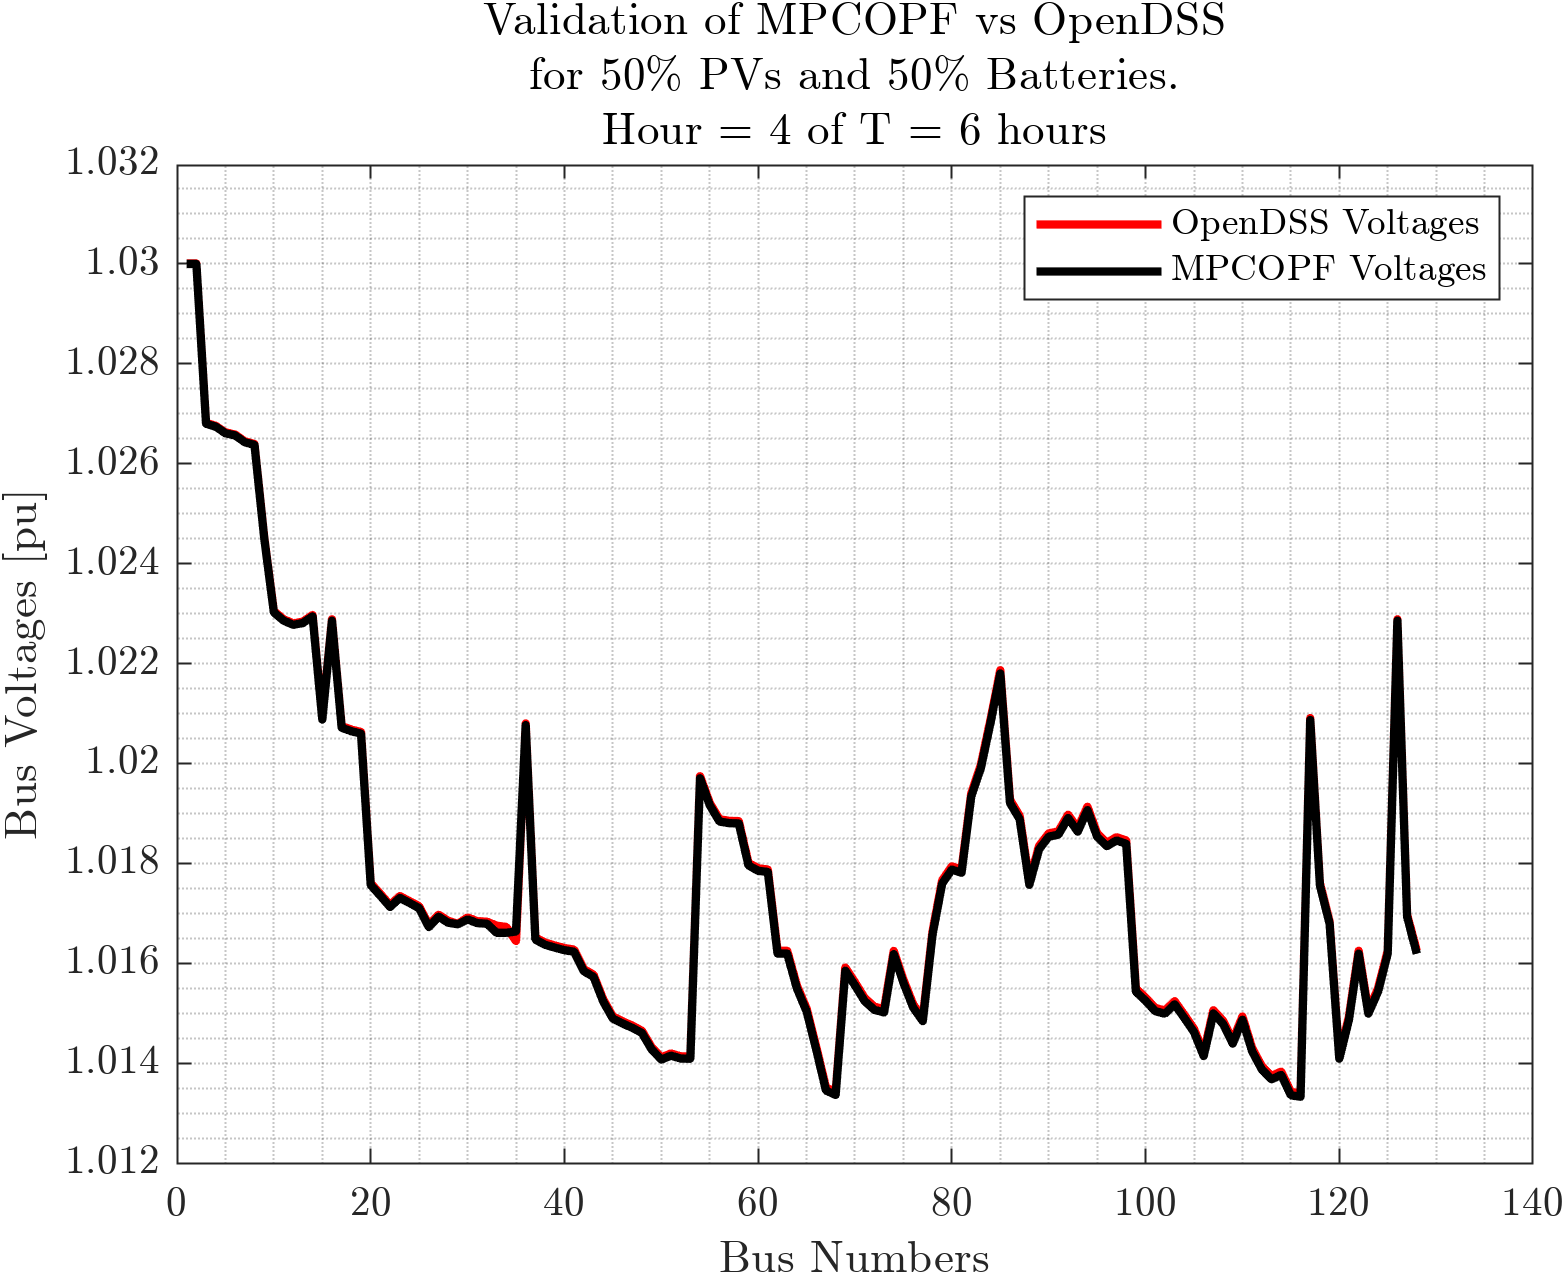 Validation of MPCOPF vs OpenDSS
for 50% PVs and 50% Batteries.
Hour = 4 of T = 6 hours
1.032
1.03
1.028
1.026
1.024
1.022
1.02
1.018
1.016
1.014
1.012
Bus Voltages [pu]
OpenDSS Voltages
MPCOPF Voltages
0 20 40 60 80 100 120 140
Bus Numbers